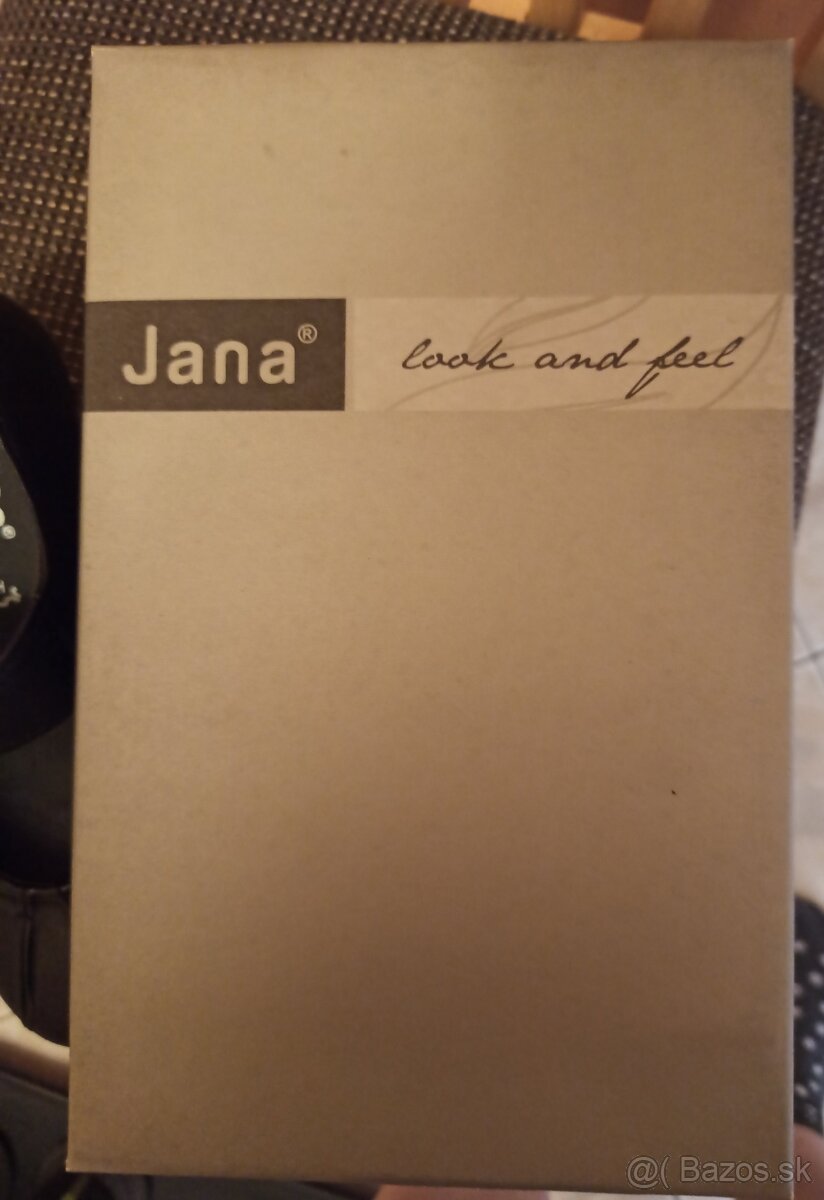 Jana®
look and feel
@( Bazos.sk